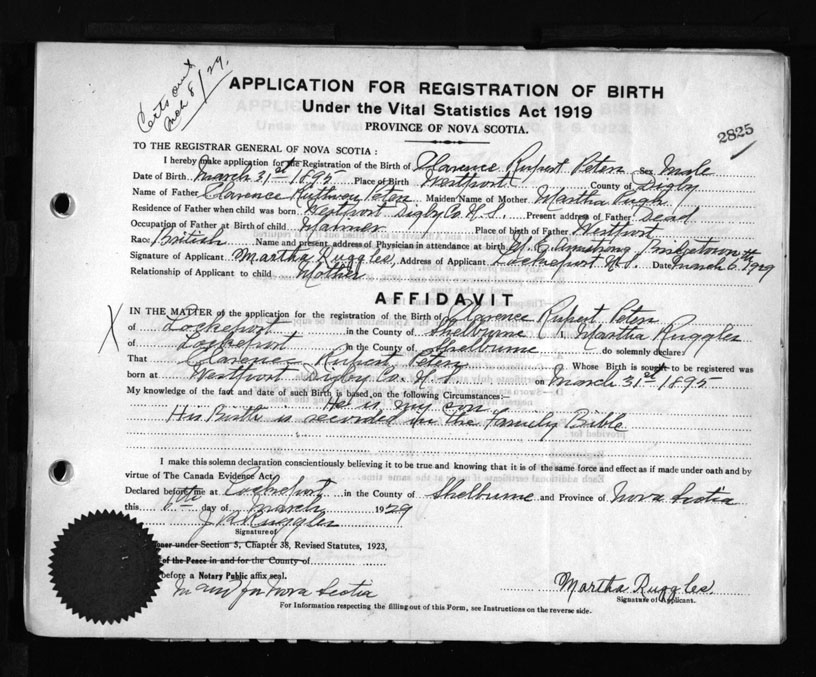 Certs out
Mch 8/29.
APPLICATION FOR REGISTRATION OF BIRTH
Under the Vital Statistics Act 1919
PROVINCE OF NOVA SCOTIA.
2825
TO THE REGISTRAR GENERAL OF NOVA SCOTIA :
I hereby make application for the Registration of the Birth of Clarence Rupert Peters Sex Male
Date of Birth March 31st 1895 Place of Birth Westport County of Digby
Name of Father Clarence Ruthven Peters Maiden Name of Mother Martha Pugh
Residence of Father when child was born Westport Digby Co. N.S. Present address of Father Dead
Occupation of Father at Birth of child Mariner Place of birth of Father Westport
Race British Name and present address of Physician in attendance at birth Armstrong Bridgetown
Signature of Applicant Martha Ruggles, Address of Applicant Lockeport N.S. Date March 6th 1929
Relationship of Applicant to child Mother
AFFIDAVIT
X IN THE MATTER of the application for the registration of the Birth of Clarence Rupert Peters
of Lockeport in the County of Shelburne I, Martha Ruggles
of Lockeport in the County of Shelburne do solemnly declare:
That Clarence Rupert Peters Whose Birth is sought to be registered was
born at Westport Digby Co. N.S. on March 31st 1895
My knowledge of the fact and date of such Birth is based on the following Circumstances:
He is my son
His Birth is recorded in the Family Bible
I make this solemn declaration conscientiously believing it to be true and knowing that it is of the same force and effect as if made under oath and by
virtue of The Canada Evidence Act.
Declared before me at Lockeport in the County of Shelburne and Province of Nova Scotia
this 6th day of March 1929
Ruggles
Signature of
under Section 5, Chapter 38, Revised Statutes, 1923,
of the Peace in and for the County of
before a Notary Public affix seal.
in and for Nova Scotia
Martha Ruggles.
Signature of Applicant.
For Information respecting the filling out of this Form, see Instructions on the reverse side.